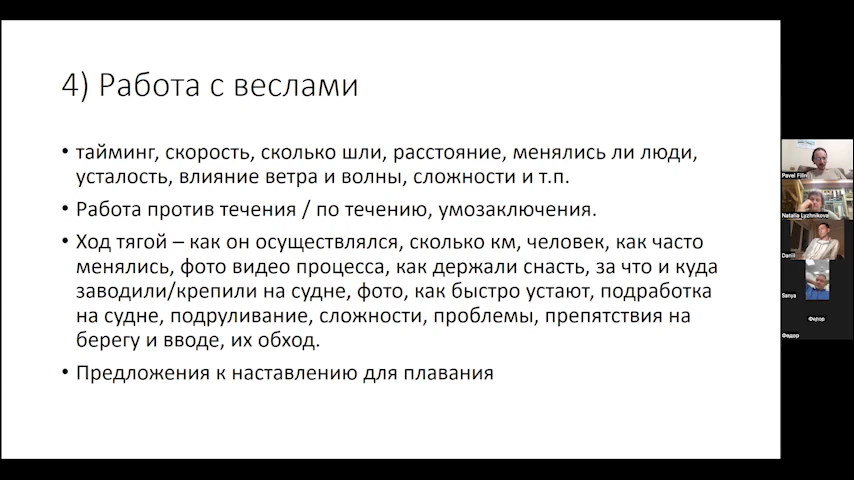 4) Работа с веслами
• тайминг, скорость, сколько шли, расстояние, менялись ли люди,
усталость, влияние ветра и волны, сложности и т.п.
• Работа против течения / по течению, умозаключения.
• Ход тягой – как он осуществлялся, сколько км, человек, как часто
менялись, фото видео процесса, как держали снасть, за что и куда
заводили/крепили на судне, фото, как быстро устают, подработка
на судне, подруливание, сложности, проблемы, препятствия на
берегу и вводе, их обход.
• Предложения к наставлению для плавания
Pavel Filin
Natalia Lyzhnikova
Daniil
Sanya
Федор
Федор